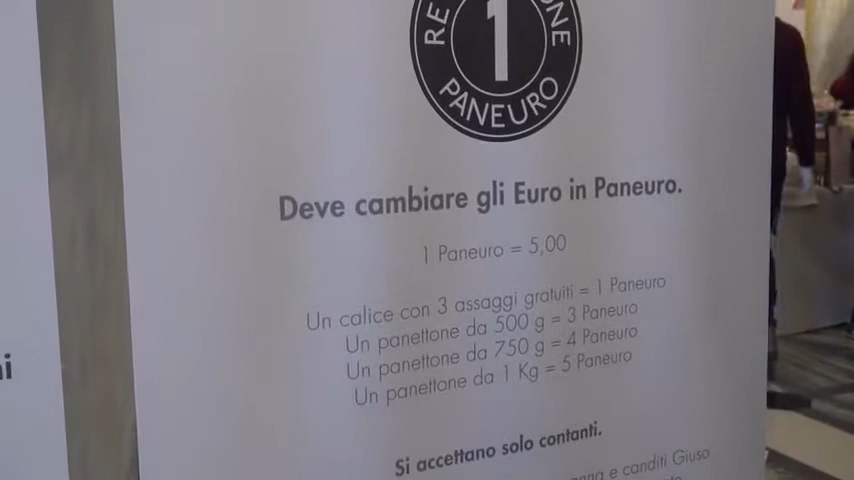 1
PANEURO
Deve cambiare gli Euro in Paneuro.
1 Paneuro = 5,00
Un calice con 3 assaggi gratuiti = 1 Paneuro
Un panettone da 500 g = 3 Paneuro
Un panettone da 750 g = 4 Paneuro
Un panettone da 1 Kg = 5 Paneuro
Si accettano solo contanti.
e canditi Giuso